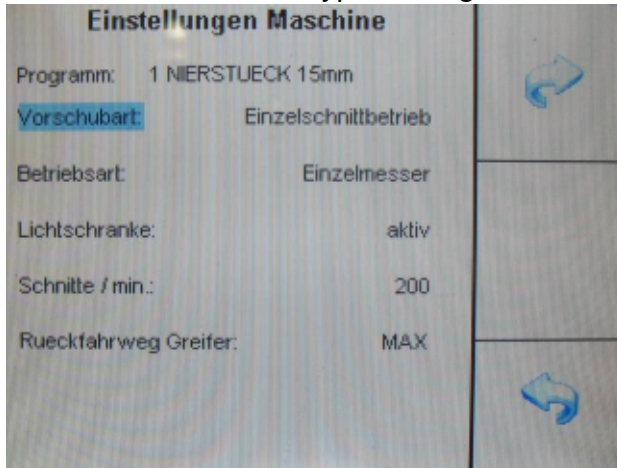 Einstellungen Maschine
Programm: 1 NIERSTUECK 15mm
Vorschubart: Einzelschnittbetrieb
Betriebsart: Einzelmesser
Lichtschranke: aktiv
Schnitte / min.: 200
Rueckfahrweg Greifer: MAX